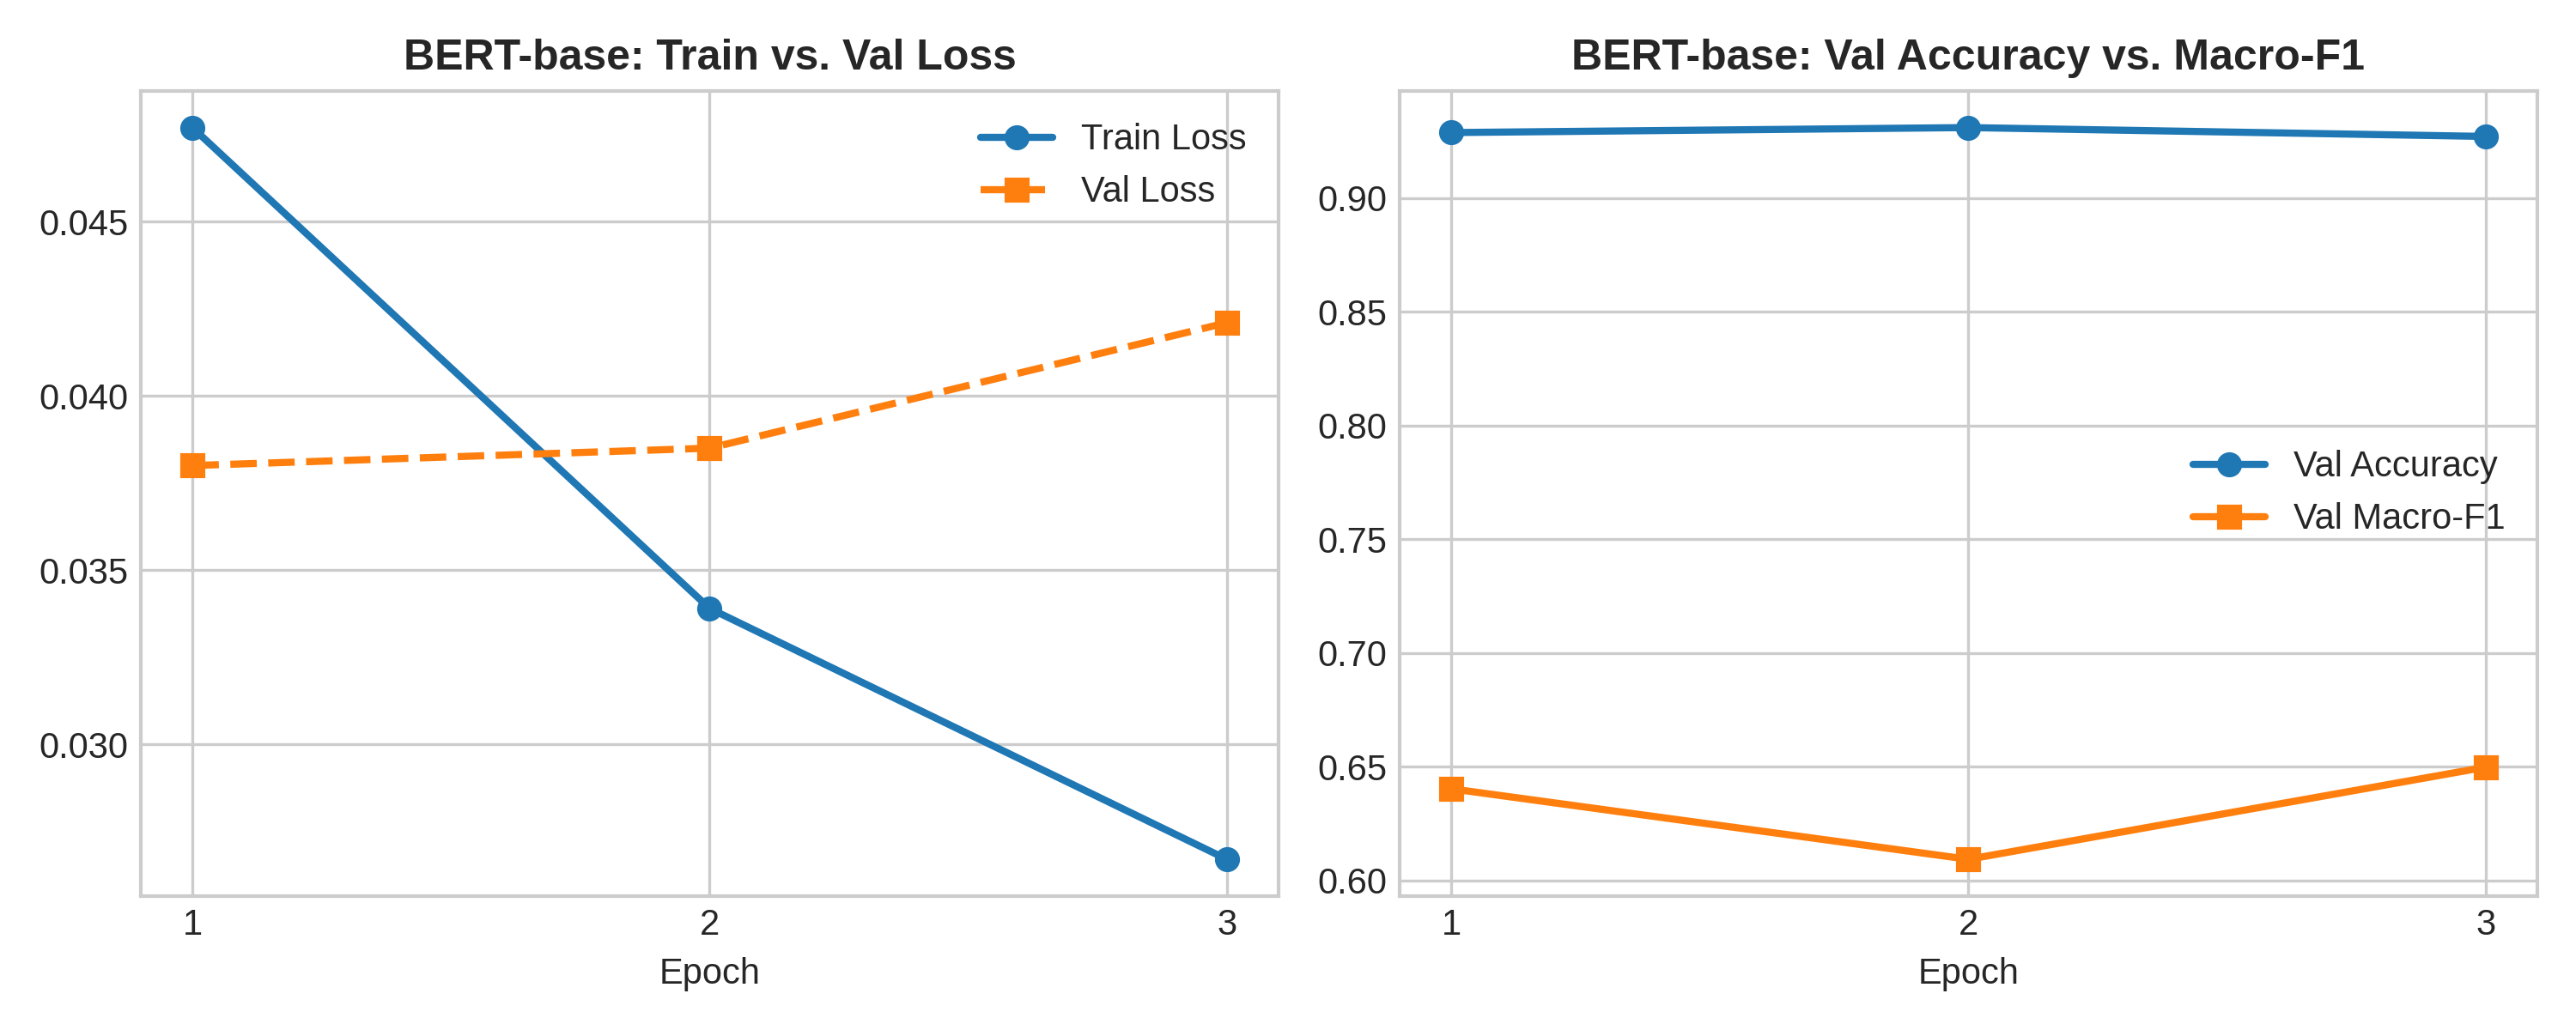 BERT-base: Train vs. Val Loss
Train Loss
Val Loss
0.045
0.040
0.035
0.030
1 2 3
Epoch
BERT-base: Val Accuracy vs. Macro-F1
0.90
0.85
0.80
Val Accuracy
Val Macro-F1
0.75
0.70
0.65
0.60
1 2 3
Epoch